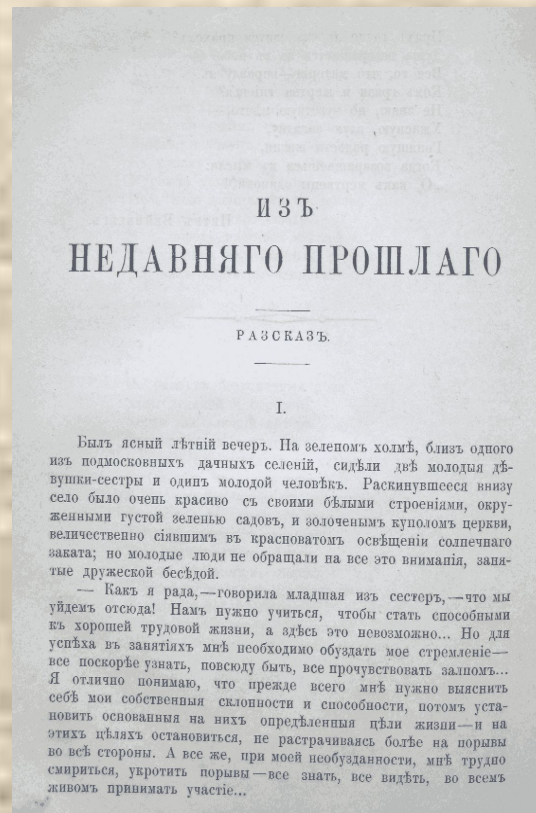 ИЗЪ
НЕДАВНЯГО ПРОШЛАГО
РАЗСКАЗЪ.
I.
Былъ ясный лѣтній вечеръ. На зеленомъ холмѣ, близъ одного
изъ подмосковныхъ дачныхъ селеній, сидѣли двѣ молодыя дѣ-
вушки-сестры и одинъ молодой человѣкъ. Раскинувшееся внизу
село было очень красиво съ своими бѣлыми строеніями, окру-
женными густой зеленью садовъ, и золоченымъ куполомъ церкви,
величественно сіявшимъ въ красноватомъ освѣщеніи солнечнаго
заката; но молодые люди не обращали на все это вниманія, заня-
тые дружеской бесѣдой.
— Какъ я рада,—говорила младшая изъ сестеръ,—что мы
уйдемъ отсюда! Намъ нужно учиться, чтобы стать способными
къ хорошей трудовой жизни, а здѣсь это невозможно... Но для
успѣха въ занятіяхъ мнѣ необходимо обуздать мое стремленіе—
все поскорѣе узнать, повсюду быть, все прочувствовать залпомъ...
Я отлично понимаю, что прежде всего мнѣ нужно выяснить
себѣ мои собственныя склонности и способности, потомъ уста-
новить основанныя на нихъ опредѣленныя цѣли жизни—и на
этихъ цѣляхъ остановиться, не растрачиваясь болѣе на порывы
во всѣ стороны. А все же, при моей необузданности, мнѣ трудно
смириться, укротить порывы—все знать, все видѣть, во всемъ
живомъ принимать участіе...